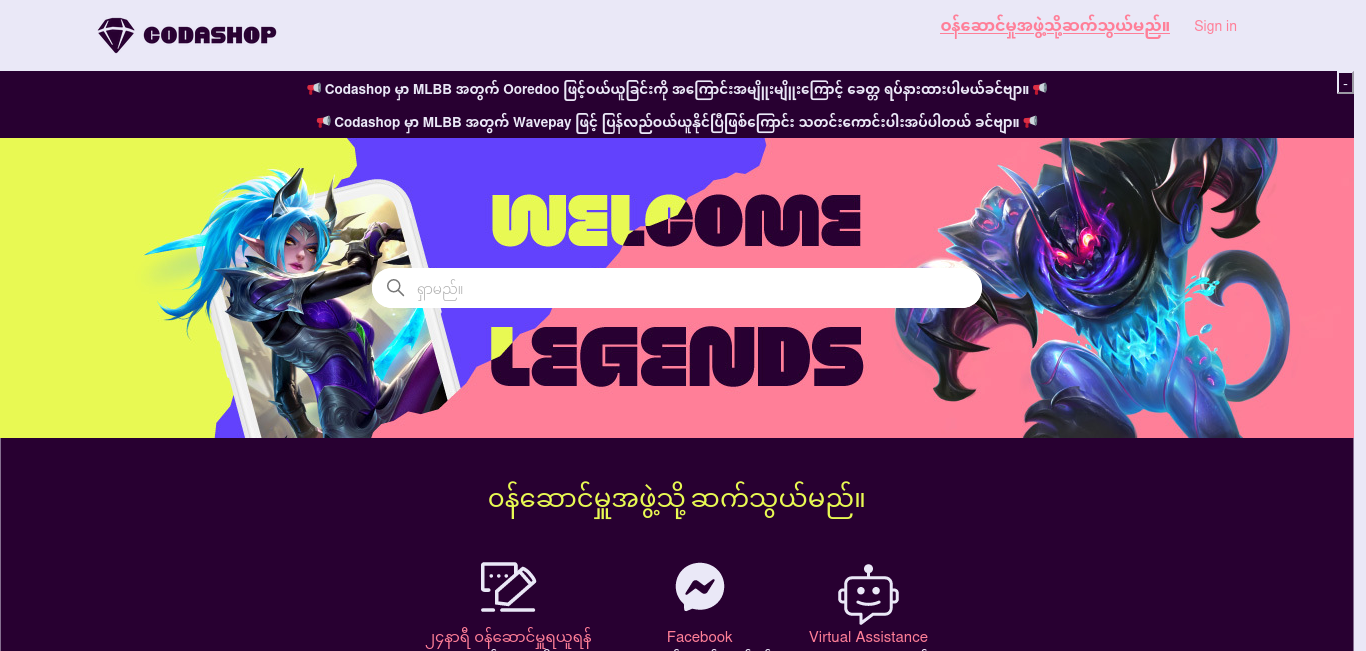 CODASHOP
ဝန်ဆောင်မှုအဖွဲ့သို့ဆက်သွယ်မည်။
Sign in
Codashop မှာ MLBB အတွက် Ooredoo ဖြင့်ဝယ်ယူခြင်းကို အကြောင်းအမျိူးမျိူးကြောင့် ခေတ္တ ရပ်နားထားပါမယ်ခင်ဗျာ။
-
Codashop မှာ MLBB အတွက် Wavepay ဖြင့် ပြန်လည်ဝယ်ယူနိုင်ပြီဖြစ်ကြောင်း သတင်းကောင်းပါးအပ်ပါတယ် ခင်ဗျာ။
WELCOME
ရှာမည်။
LEGENDS
ဝန်ဆောင်မှူအဖွဲ့သို့ ဆက်သွယ်မည်။
၂၄နာရီ ဝန်ဆောင်မှူရယူရန်
Facebook
Virtual Assistance